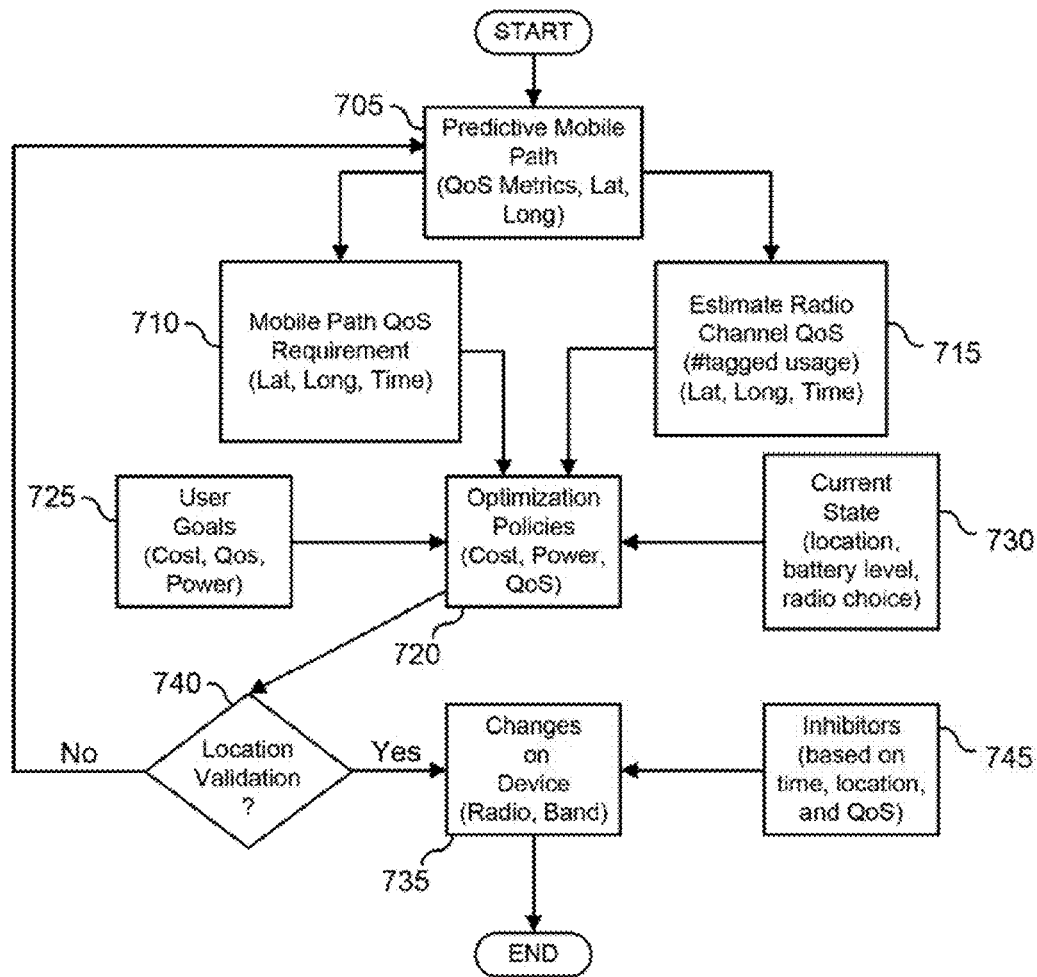 START
705
Predictive Mobile
Path
(QoS Metrics, Lat,
Long)
710
Mobile Path QoS
Requirement
(Lat, Long, Time)
Estimate Radio
Channel QoS
(#tagged usage)
(Lat, Long, Time)
715
725
User
Goals
(Cost, Qos,
Power)
Optimization
Policies
(Cost, Power,
QoS)
720
Current
State
(location,
battery level,
radio choice)
730
740
Location
Validation
?
No
Yes
Changes
on
Device
(Radio, Band)
735
Inhibitors
(based on
time, location,
and QoS)
745
END